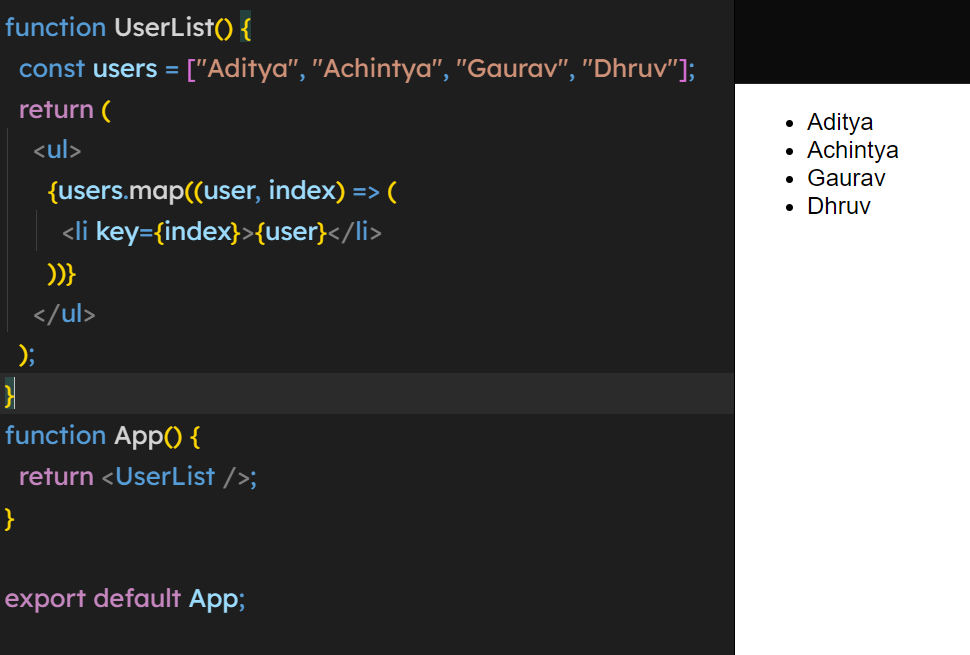 function UserList() {
const users = ["Aditya", "Achintya", "Gaurav", "Dhruv"];
return (
<ul>
{users.map((user, index) => (
<li key={index}>{user}</li>
))}
</ul>
);
}
function App() {
return <UserList />;
}
export default App;
Aditya
Achintya
Gaurav
Dhruv